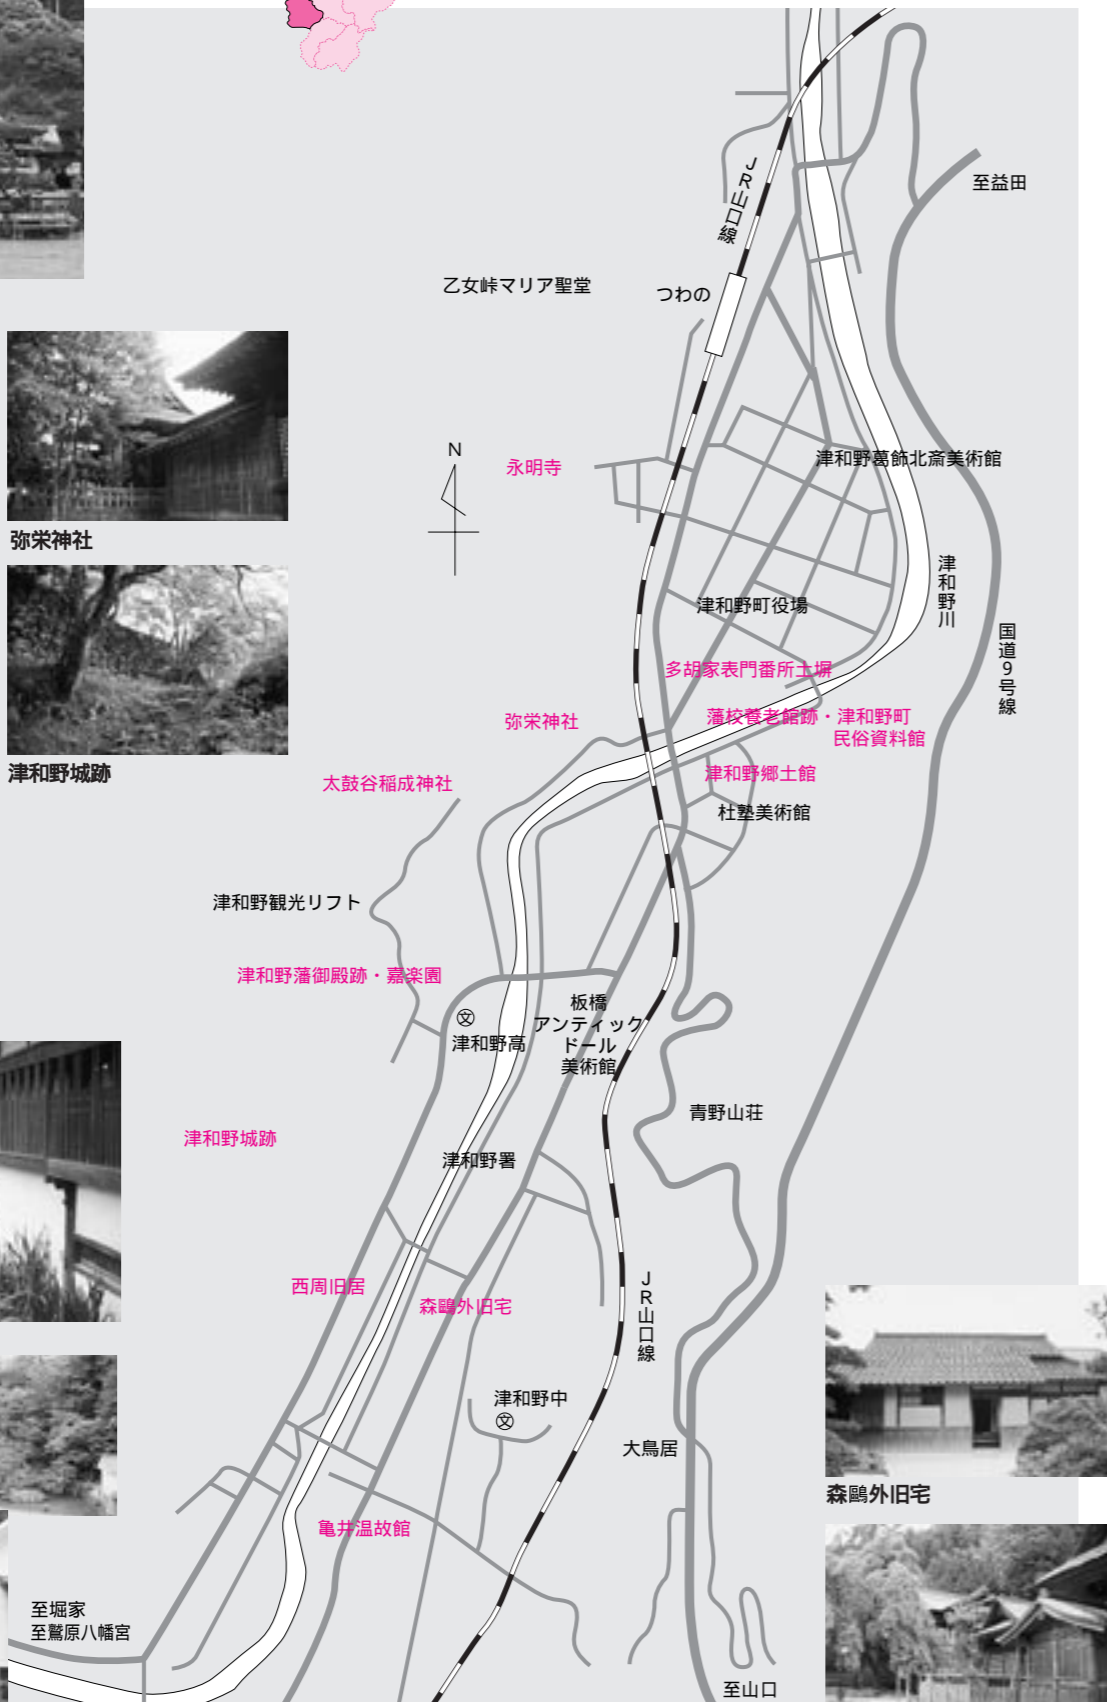 至益田
JR山口線
乙女峠マリア聖堂
つわの
N
永明寺
津和野葛飾北斎美術館
弥栄神社
津和野川
国道9号線
津和野町役場
多胡家表門番所土塀
弥栄神社
藩校養老館跡・津和野町
民俗資料館
津和野城跡
太鼓谷稲成神社
津和野郷土館
杜塾美術館
津和野観光リフト
津和野藩御殿跡・嘉楽園
文
津和野高
板橋
アンティック
ドール
美術館
青野山荘
津和野城跡
津和野署
西周旧居
森鷗外旧宅
JR山口線
津和野中
文
大鳥居
森鷗外旧宅
亀井温故館
至堀家
至鷲原八幡宮
至山口